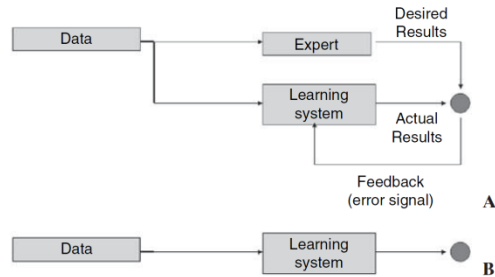 Desired
Results
Data
Expert
Learning
system
Actual
Results
Feedback
(error signal)
A
Data
Learning
system
B